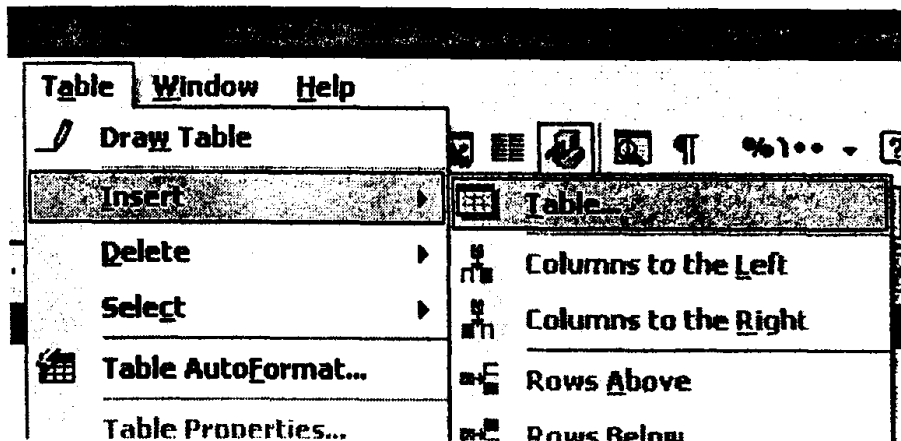 Table Window Help
Draw Table
%١٠٠
Insert
Table...
Delete
Columns to the Left
Select
Columns to the Right
Table AutoFormat...
Rows Above
Table Properties...
Rows Below